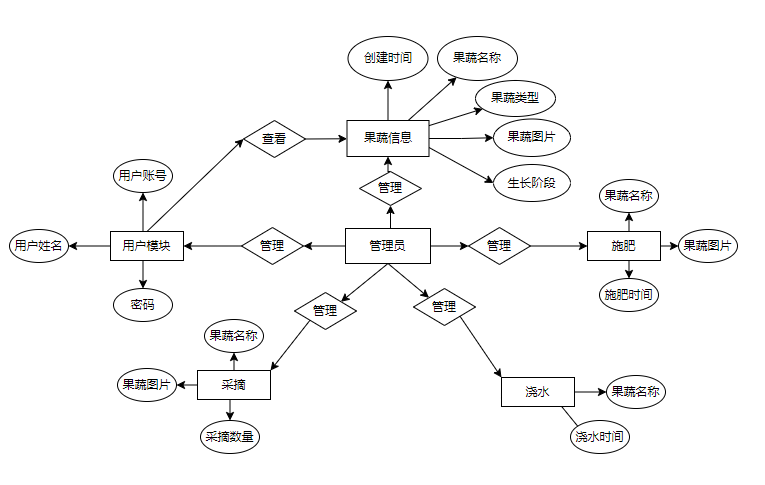 创建时间
果蔬名称
果蔬类型
查看
果蔬信息
果蔬图片
用户账号
管理
生长阶段
果蔬名称
用户姓名
用户模块
管理
管理员
管理
施肥
果蔬图片
密码
管理
管理
施肥时间
果蔬名称
果蔬图片
采摘
浇水
果蔬名称
采摘数量
浇水时间